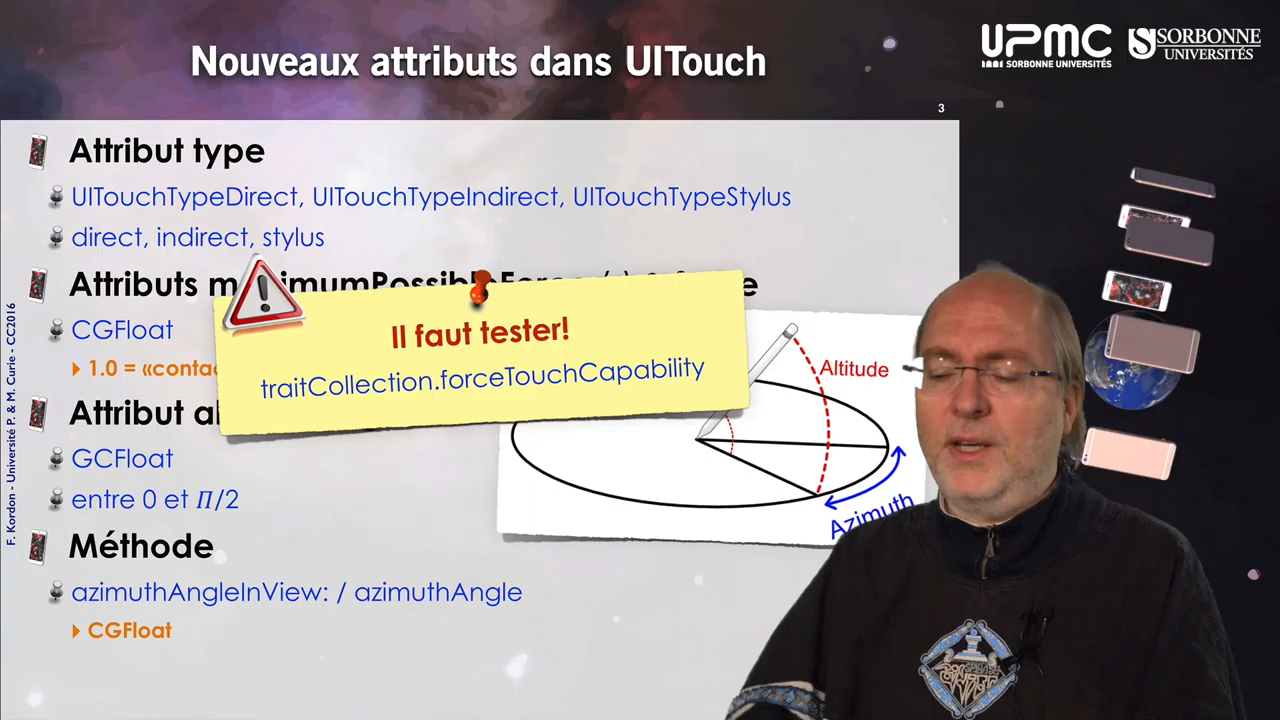 Nouveaux attributs dans UITouch
UPMC
SORBONNE UNIVERSITÉS
SORBONNE
UNIVERSITÉS
3
Attribut type
UITouchTypeDirect, UITouchTypeIndirect, UITouchTypeStylus
direct, indirect, stylus
Attributs
CGFloat
1.0 =
Il faut tester!
traitCollection.forceTouchCapability
Altitude
Azimuth
Attribut
GCFloat
entre 0 et Π/2
Méthode
azimuthAngleInView: / azimuthAngle
CGFloat
F. Kordon - Université P. & M. Curie - CC2016